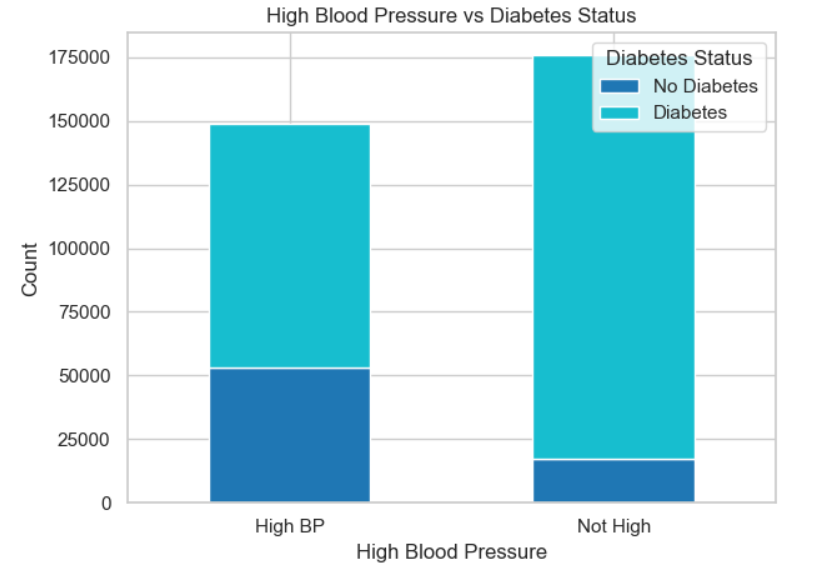 High Blood Pressure vs Diabetes Status
Diabetes Status
No Diabetes
Diabetes
175000
150000
125000
100000
75000
50000
25000
0
Count
High BP
Not High
High Blood Pressure